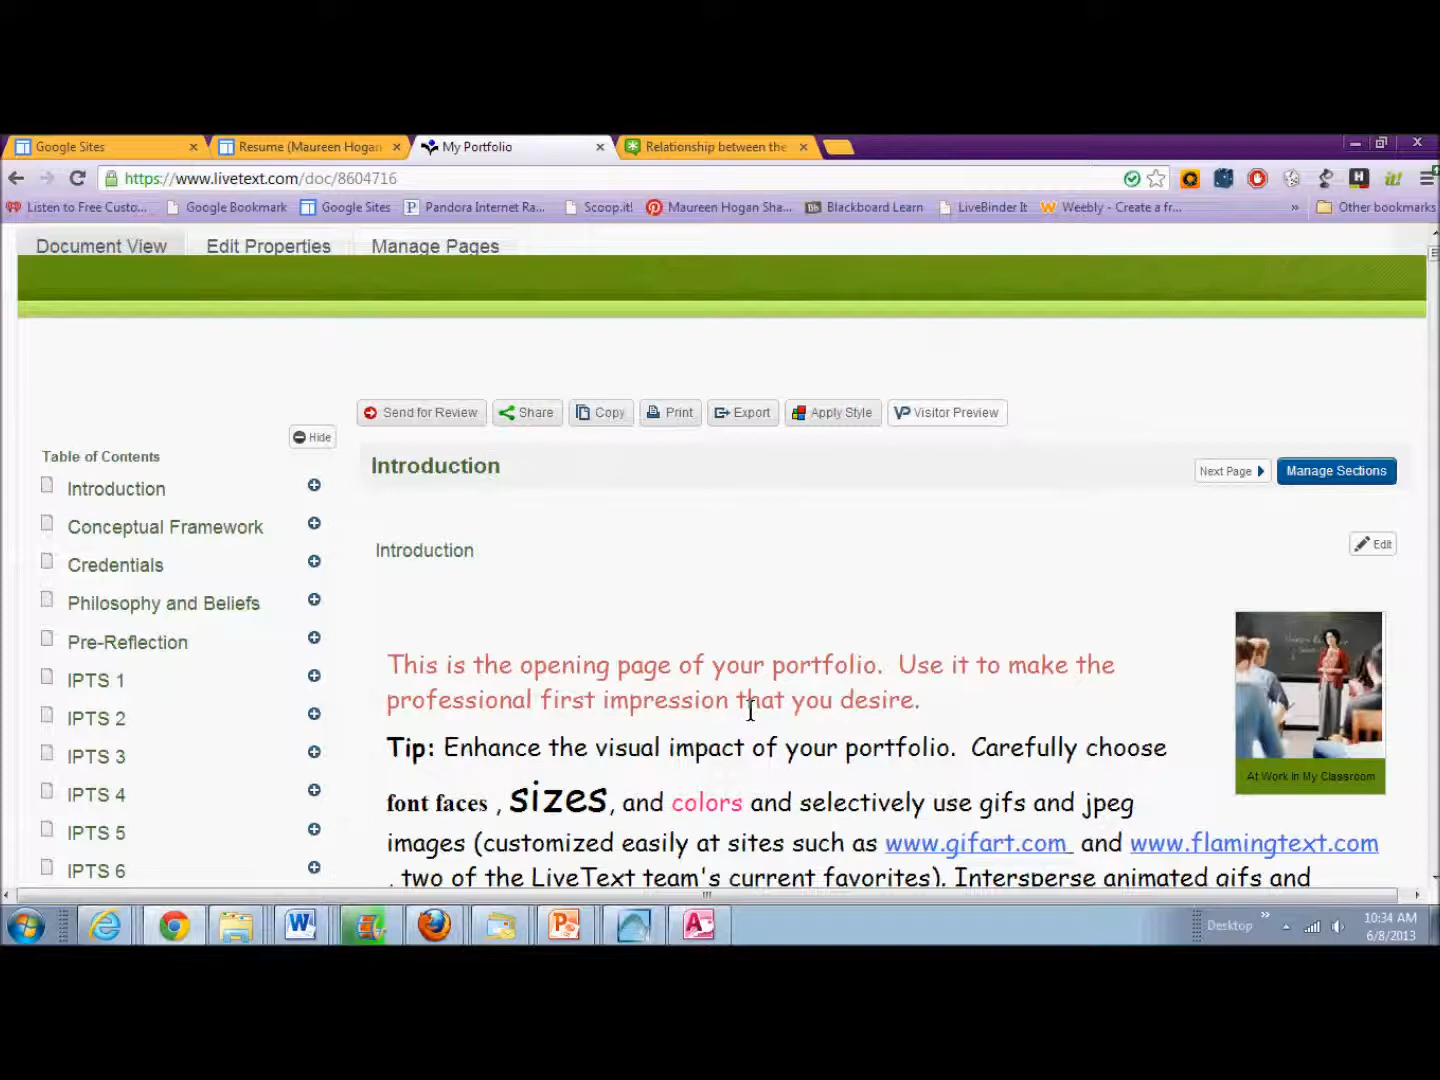 Google Sites
Resume (Maureen Hogan
My Portfolio
Relationship between the
https://www.livetext.com/doc/8604716
Listen to Free Custo...
Google Bookmark
Google Sites
Pandora Internet Ra...
Scoop.it!
Maureen Hogan Sha...
Blackboard Learn
LiveBinder It
Weebly - Create a fr...
»
Other bookmarks
Document View
Edit Properties
Manage Pages
Send for Review
Share
Copy
Print
Export
Apply Style
VP Visitor Preview
Hide
Table of Contents
Introduction
Conceptual Framework
Credentials
Philosophy and Beliefs
Pre-Reflection
IPTS 1
IPTS 2
IPTS 3
IPTS 4
IPTS 5
IPTS 6
Introduction
Next Page
Manage Sections
Introduction
Edit
This is the opening page of your portfolio. Use it to make the
professional first impression that you desire.
Tip: Enhance the visual impact of your portfolio. Carefully choose
font faces , sizes, and colors and selectively use gifs and jpeg
images (customized easily at sites such as www.gifart.com and www.flamingtext.com
, two of the LiveText team's current favorites). Intersperse animated gifs and
At Work In My Classroom
Desktop
»
10:34 AM
6/8/2013